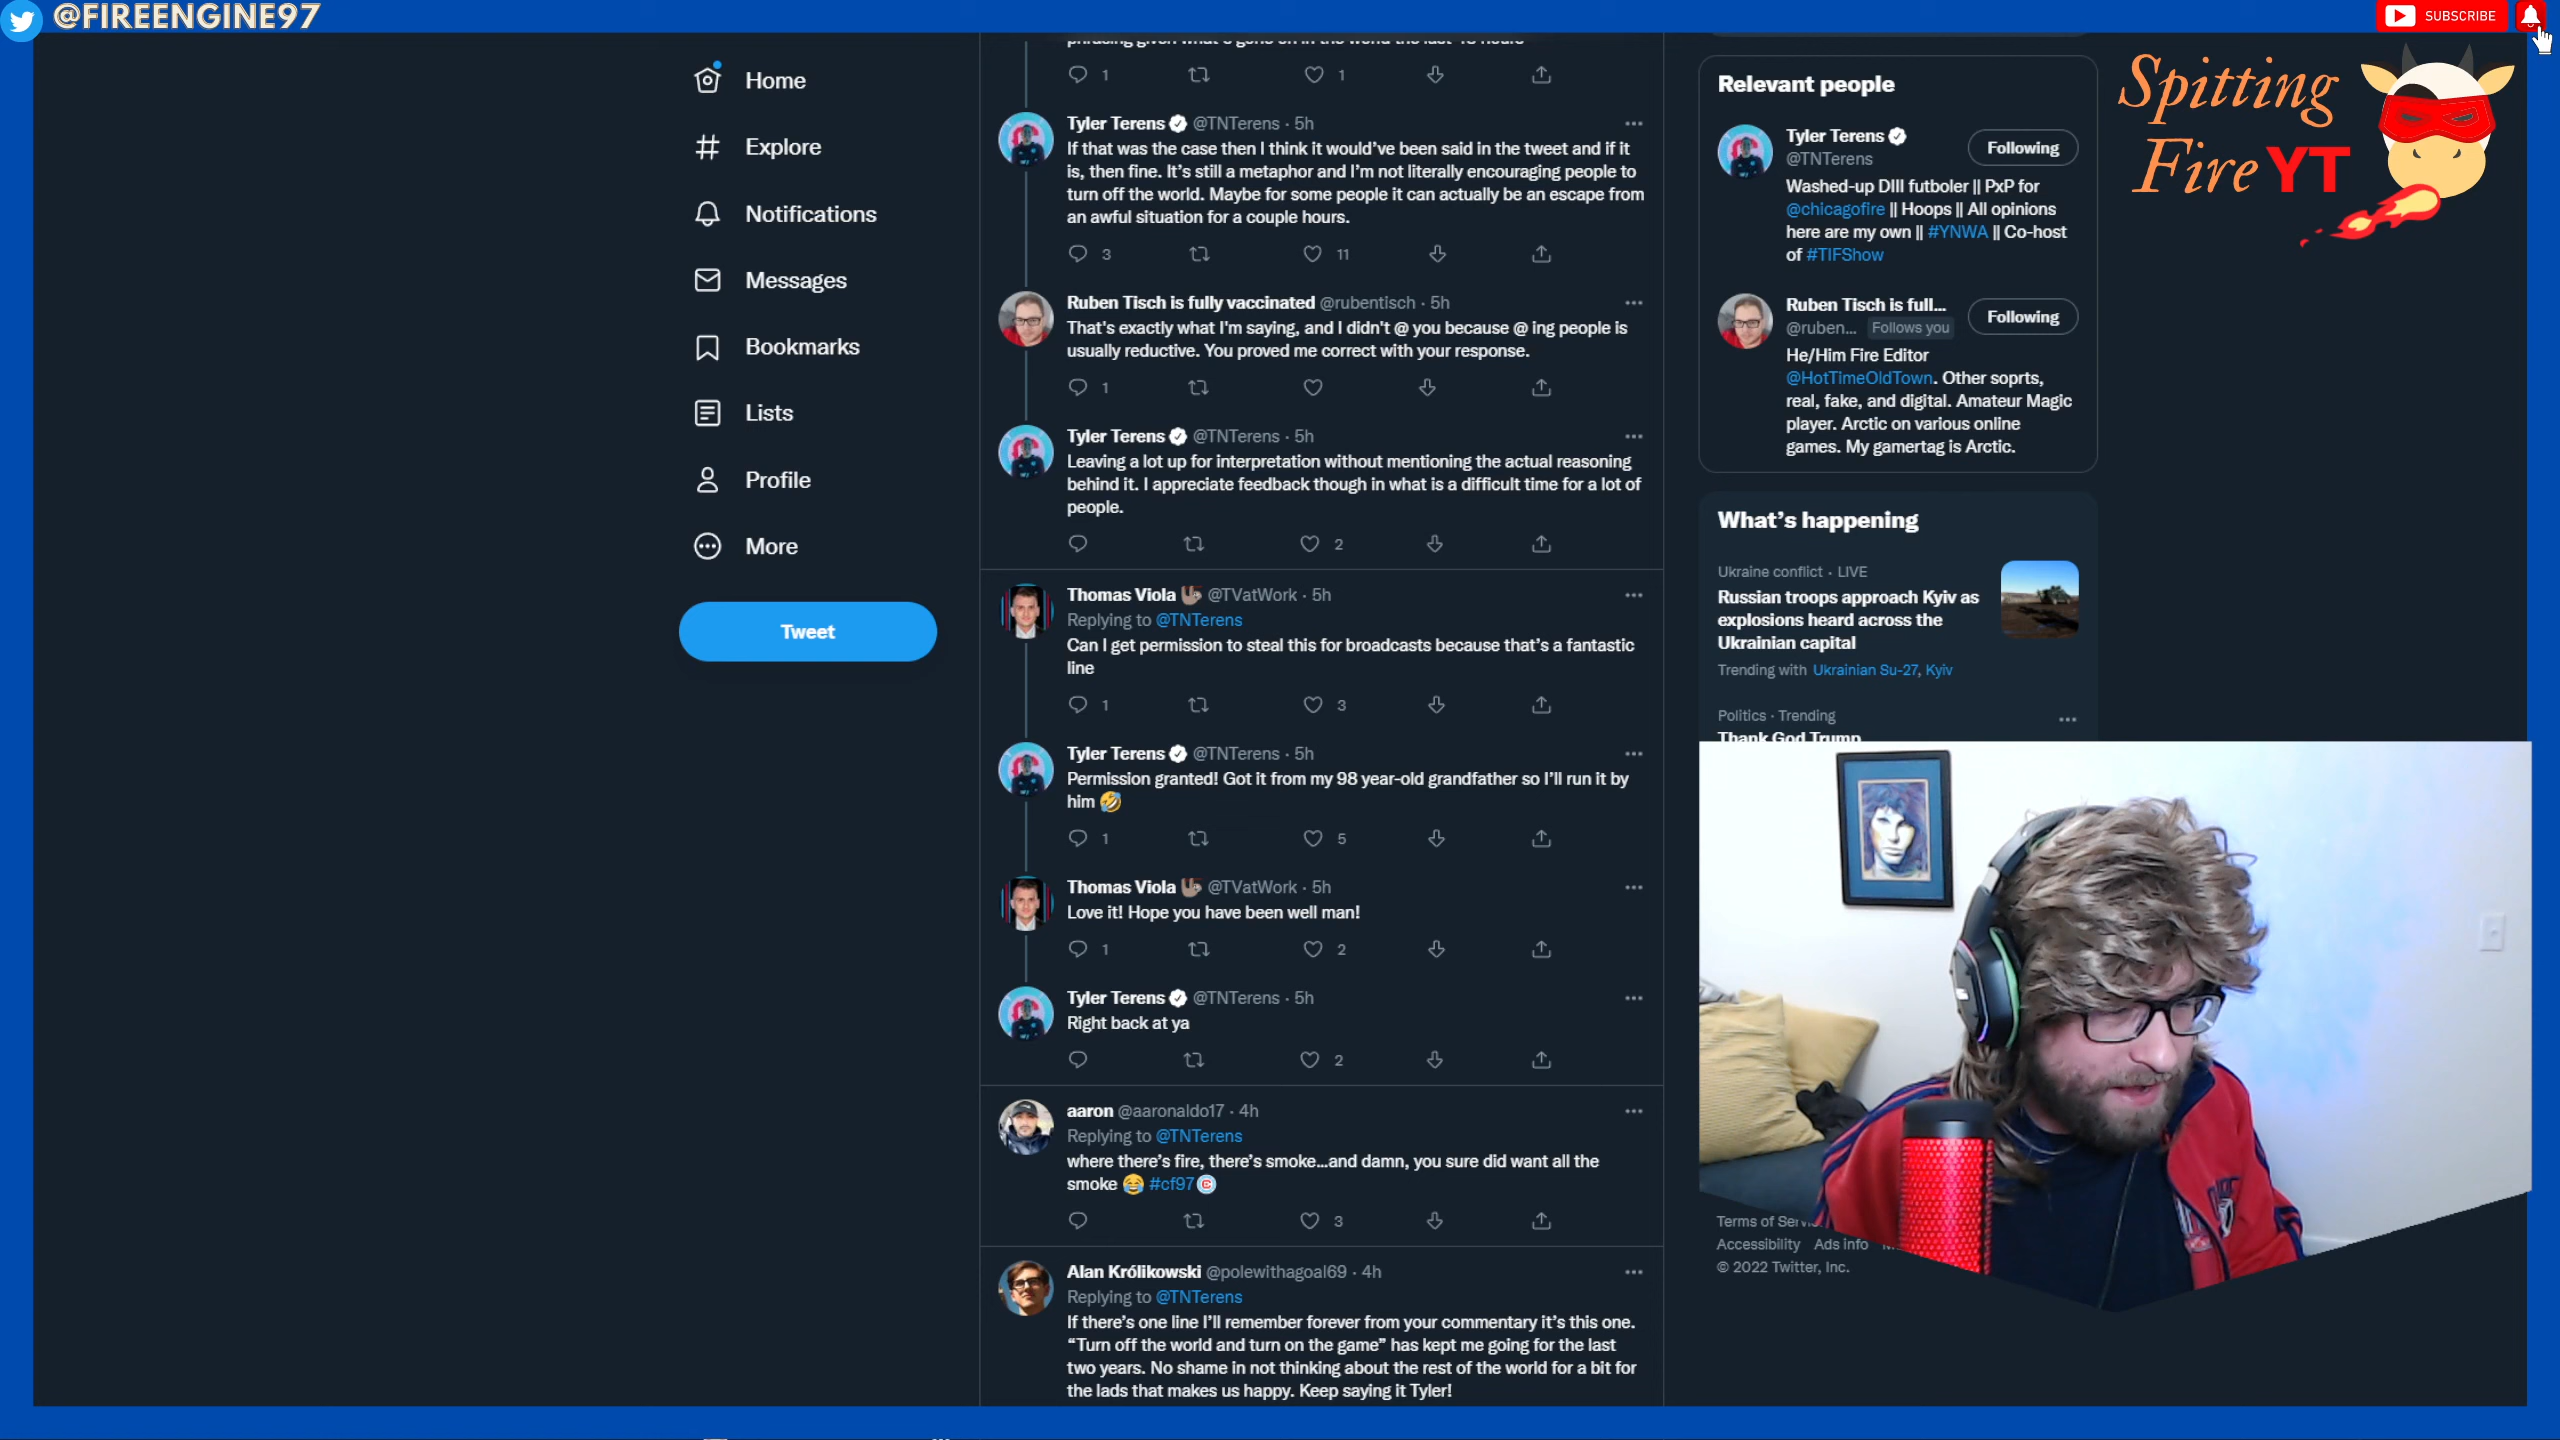 @FIREENGINE97
SUBSCRIBE
Spitting
Fire YT
Home
Explore
Notifications
Messages
Bookmarks
Lists
Profile
More
Tweet
1
1
Tyler Terens @TNTerens · 5h
If that was the case then I think it would've been said in the tweet and if it
is, then fine. It's still a metaphor and I'm not literally encouraging people to
turn off the world. Maybe for some people it can actually be an escape from
an awful situation for a couple hours.
3
11
Ruben Tisch is fully vaccinated @rubentisch · 5h
That's exactly what I'm saying, and I didn't @ you because @ ing people is
usually reductive. You proved me correct with your response.
1
Tyler Terens @TNTerens · 5h
Leaving a lot up for interpretation without mentioning the actual reasoning
behind it. I appreciate feedback though in what is a difficult time for a lot of
people.
2
Thomas Viola 🦥 @TVatWork · 5h
Replying to @TNTerens
Can I get permission to steal this for broadcasts because that's a fantastic
line
1
3
Tyler Terens @TNTerens · 5h
Permission granted! Got it from my 98 year-old grandfather so I'll run it by
him 🤣
1
5
Thomas Viola 🦥 @TVatWork · 5h
Love it! Hope you have been well man!
1
2
Tyler Terens @TNTerens · 5h
Right back at ya
2
aaron @aaronaldo17 · 4h
Replying to @TNTerens
where there's fire, there's smoke...and damn, you sure did want all the
smoke 😂 #cf97
3
Alan Królikowski @polewithagoal69 · 4h
Replying to @TNTerens
If there's one line I'll remember forever from your commentary it's this one.
“Turn off the world and turn on the game” has kept me going for the last
two years. No shame in not thinking about the rest of the world for a bit for
the lads that makes us happy. Keep saying it Tyler!
Relevant people
Tyler Terens
@TNTerens
Following
Washed-up DIII futboler || PxP for
@chicagofire || Hoops || All opinions
here are my own || #YNWA || Co-host
of #TIFShow
Ruben Tisch is full...
@ruben... Follows you
Following
He/Him Fire Editor
@HotTimeOldTown. Other soprts,
real, fake, and digital. Amateur Magic
player. Arctic on various online
games. My gamertag is Arctic.
What's happening
Ukraine conflict · LIVE
Russian troops approach Kyiv as
explosions heard across the
Ukrainian capital
Trending with Ukrainian Su-27, Kyiv
Politics · Trending
Thank God Trump
Terms of
Accessibility Ads info
© 2022 Twitter, Inc.